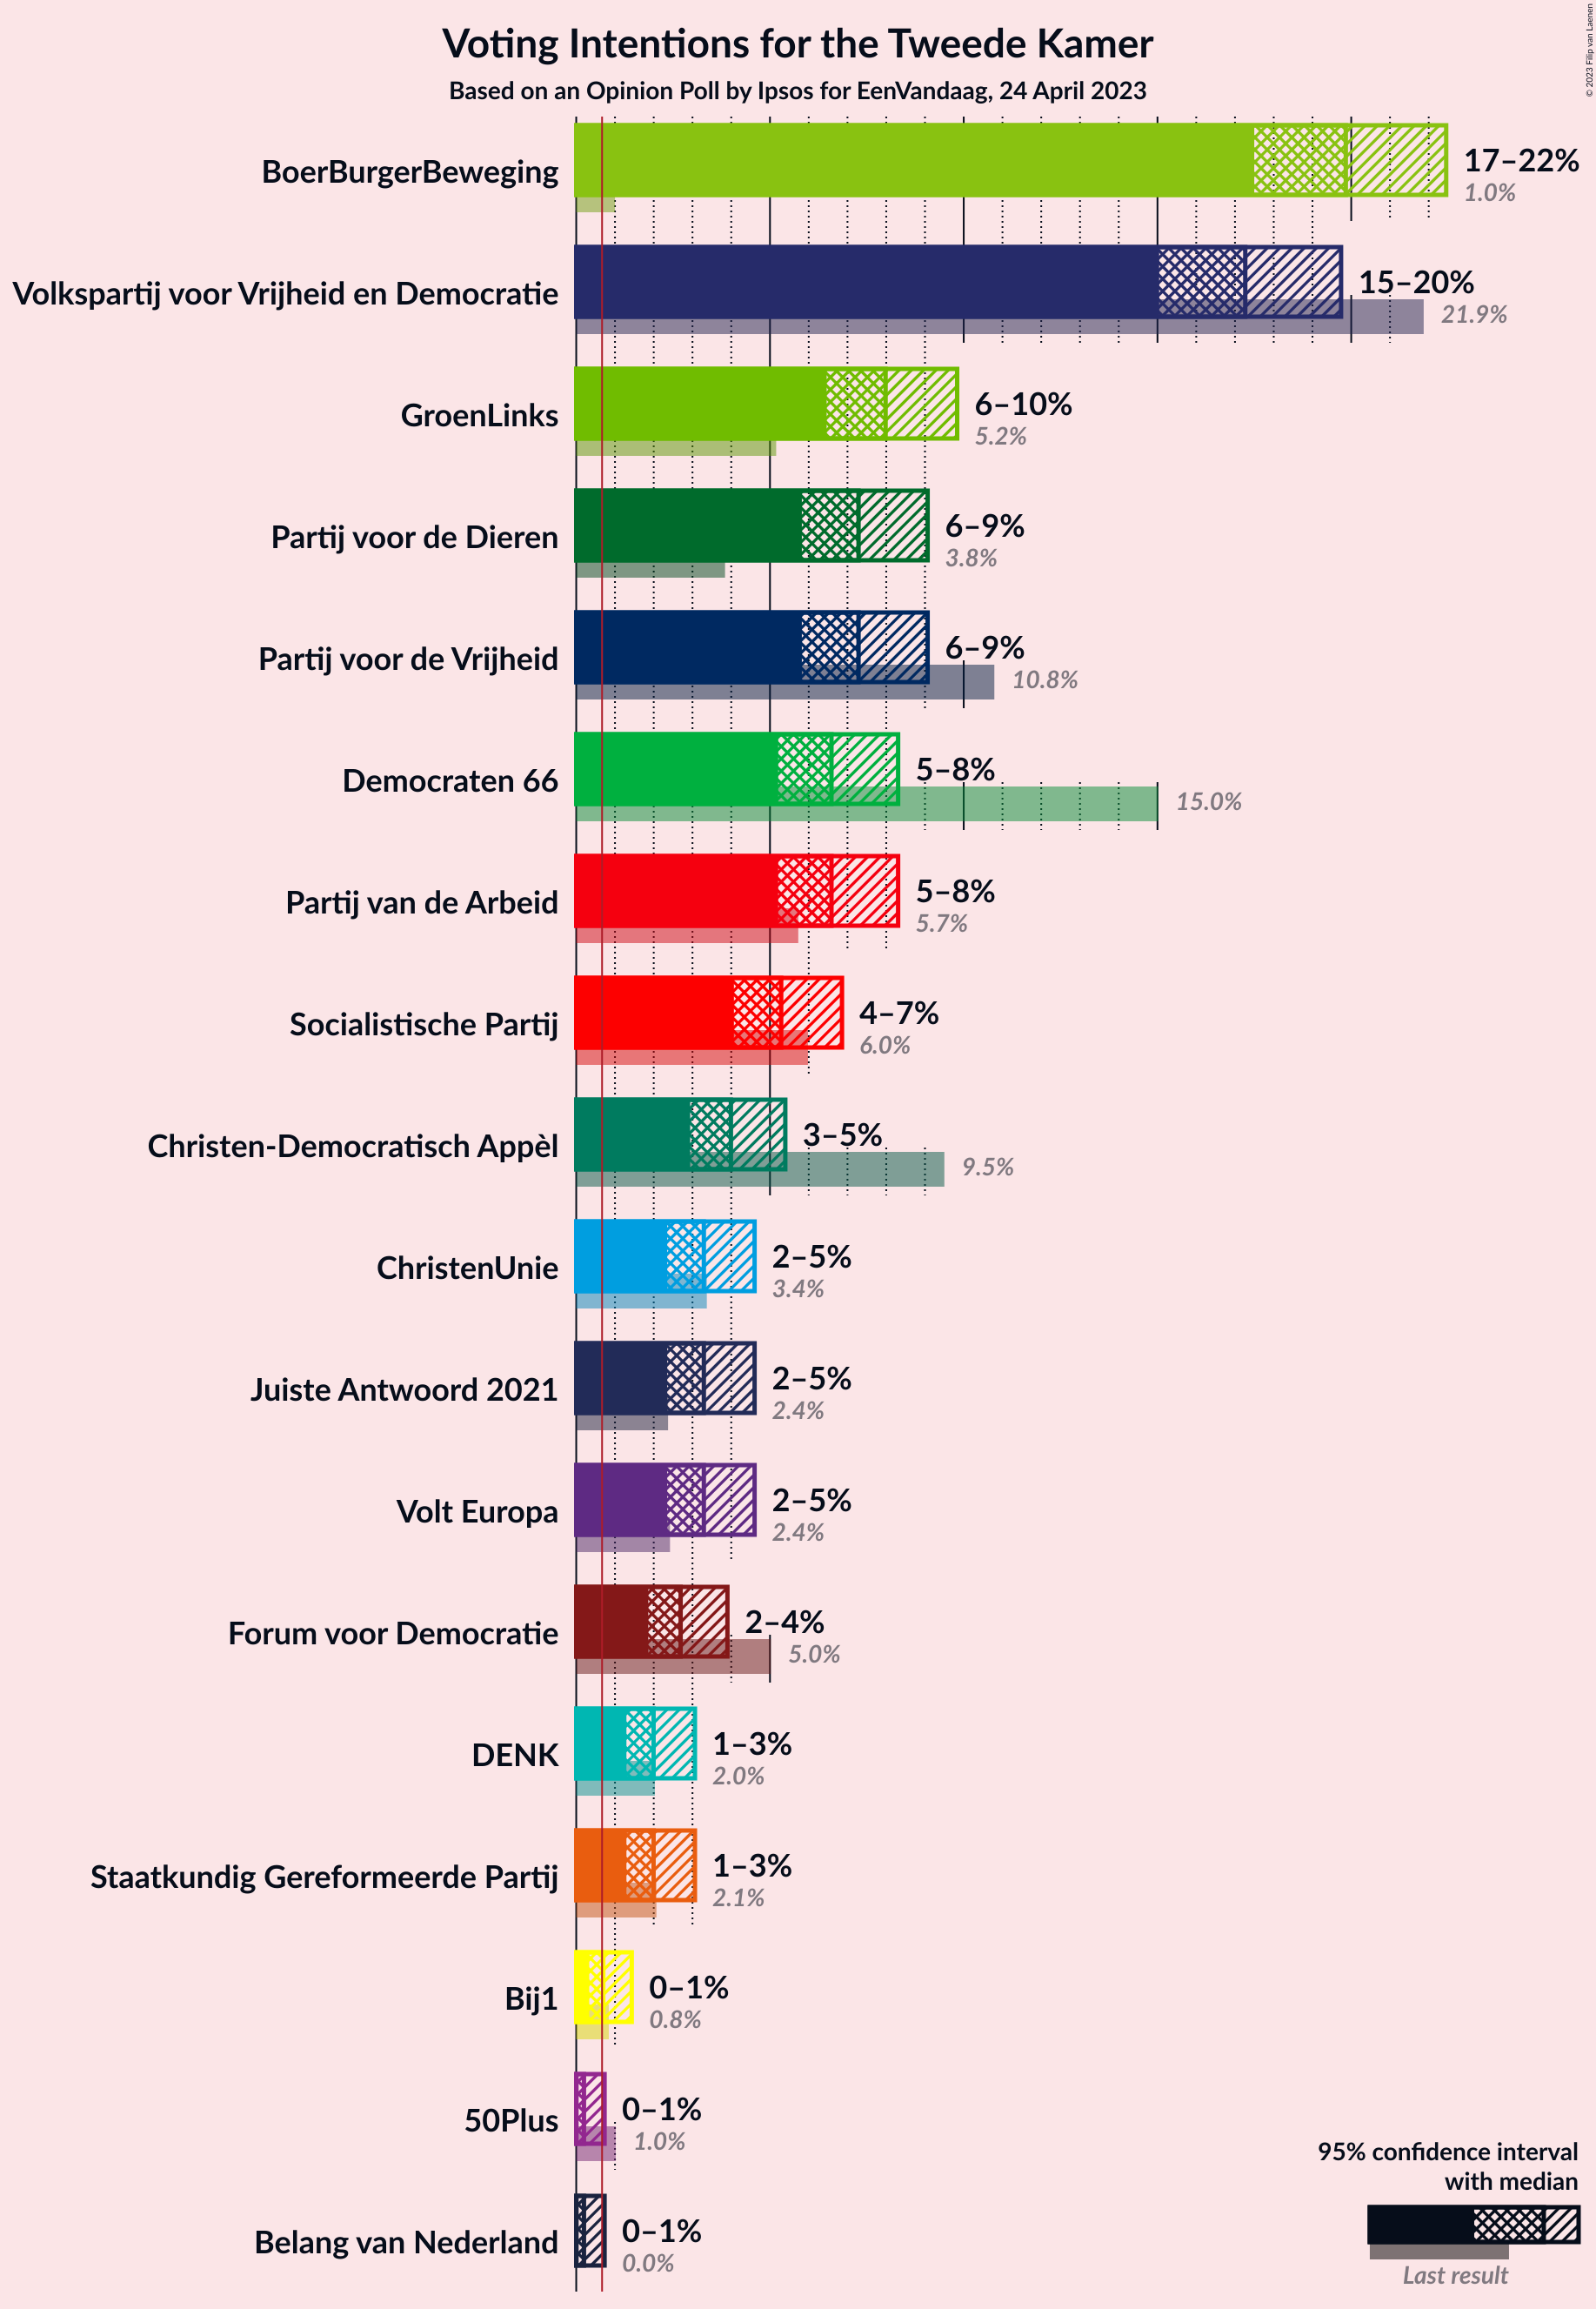 Voting Intentions for the Tweede Kamer
Based on an Opinion Poll by Ipsos for EenVandaag, 24 April 2023
© 2023 Filip van Laenen
BoerBurgerBeweging
17–22%
1.0%
Volkspartij voor Vrijheid en Democratie
15–20%
21.9%
GroenLinks
6–10%
5.2%
Partij voor de Dieren
6–9%
3.8%
Partij voor de Vrijheid
6–9%
10.8%
Democraten 66
5–8%
15.0%
Partij van de Arbeid
5–8%
5.7%
Socialistische Partij
4–7%
6.0%
Christen-Democratisch Appèl
3–5%
9.5%
ChristenUnie
2–5%
3.4%
Juiste Antwoord 2021
2–5%
2.4%
Volt Europa
2–5%
2.4%
Forum voor Democratie
2–4%
5.0%
DENK
1–3%
2.0%
Staatkundig Gereformeerde Partij
1–3%
2.1%
Bij1
0–1%
0.8%
50Plus
0–1%
1.0%
Belang van Nederland
0–1%
0.0%
95% confidence interval
with median
Last result